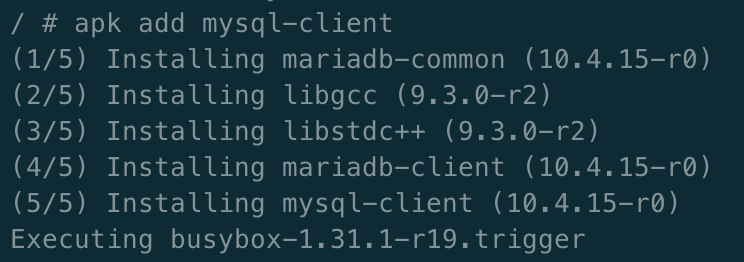 / # apk add mysql-client
(1/5) Installing mariadb-common (10.4.15-r0)
(2/5) Installing libgcc (9.3.0-r2)
(3/5) Installing libstdc++ (9.3.0-r2)
(4/5) Installing mariadb-client (10.4.15-r0)
(5/5) Installing mysql-client (10.4.15-r0)
Executing busybox-1.31.1-r19.trigger